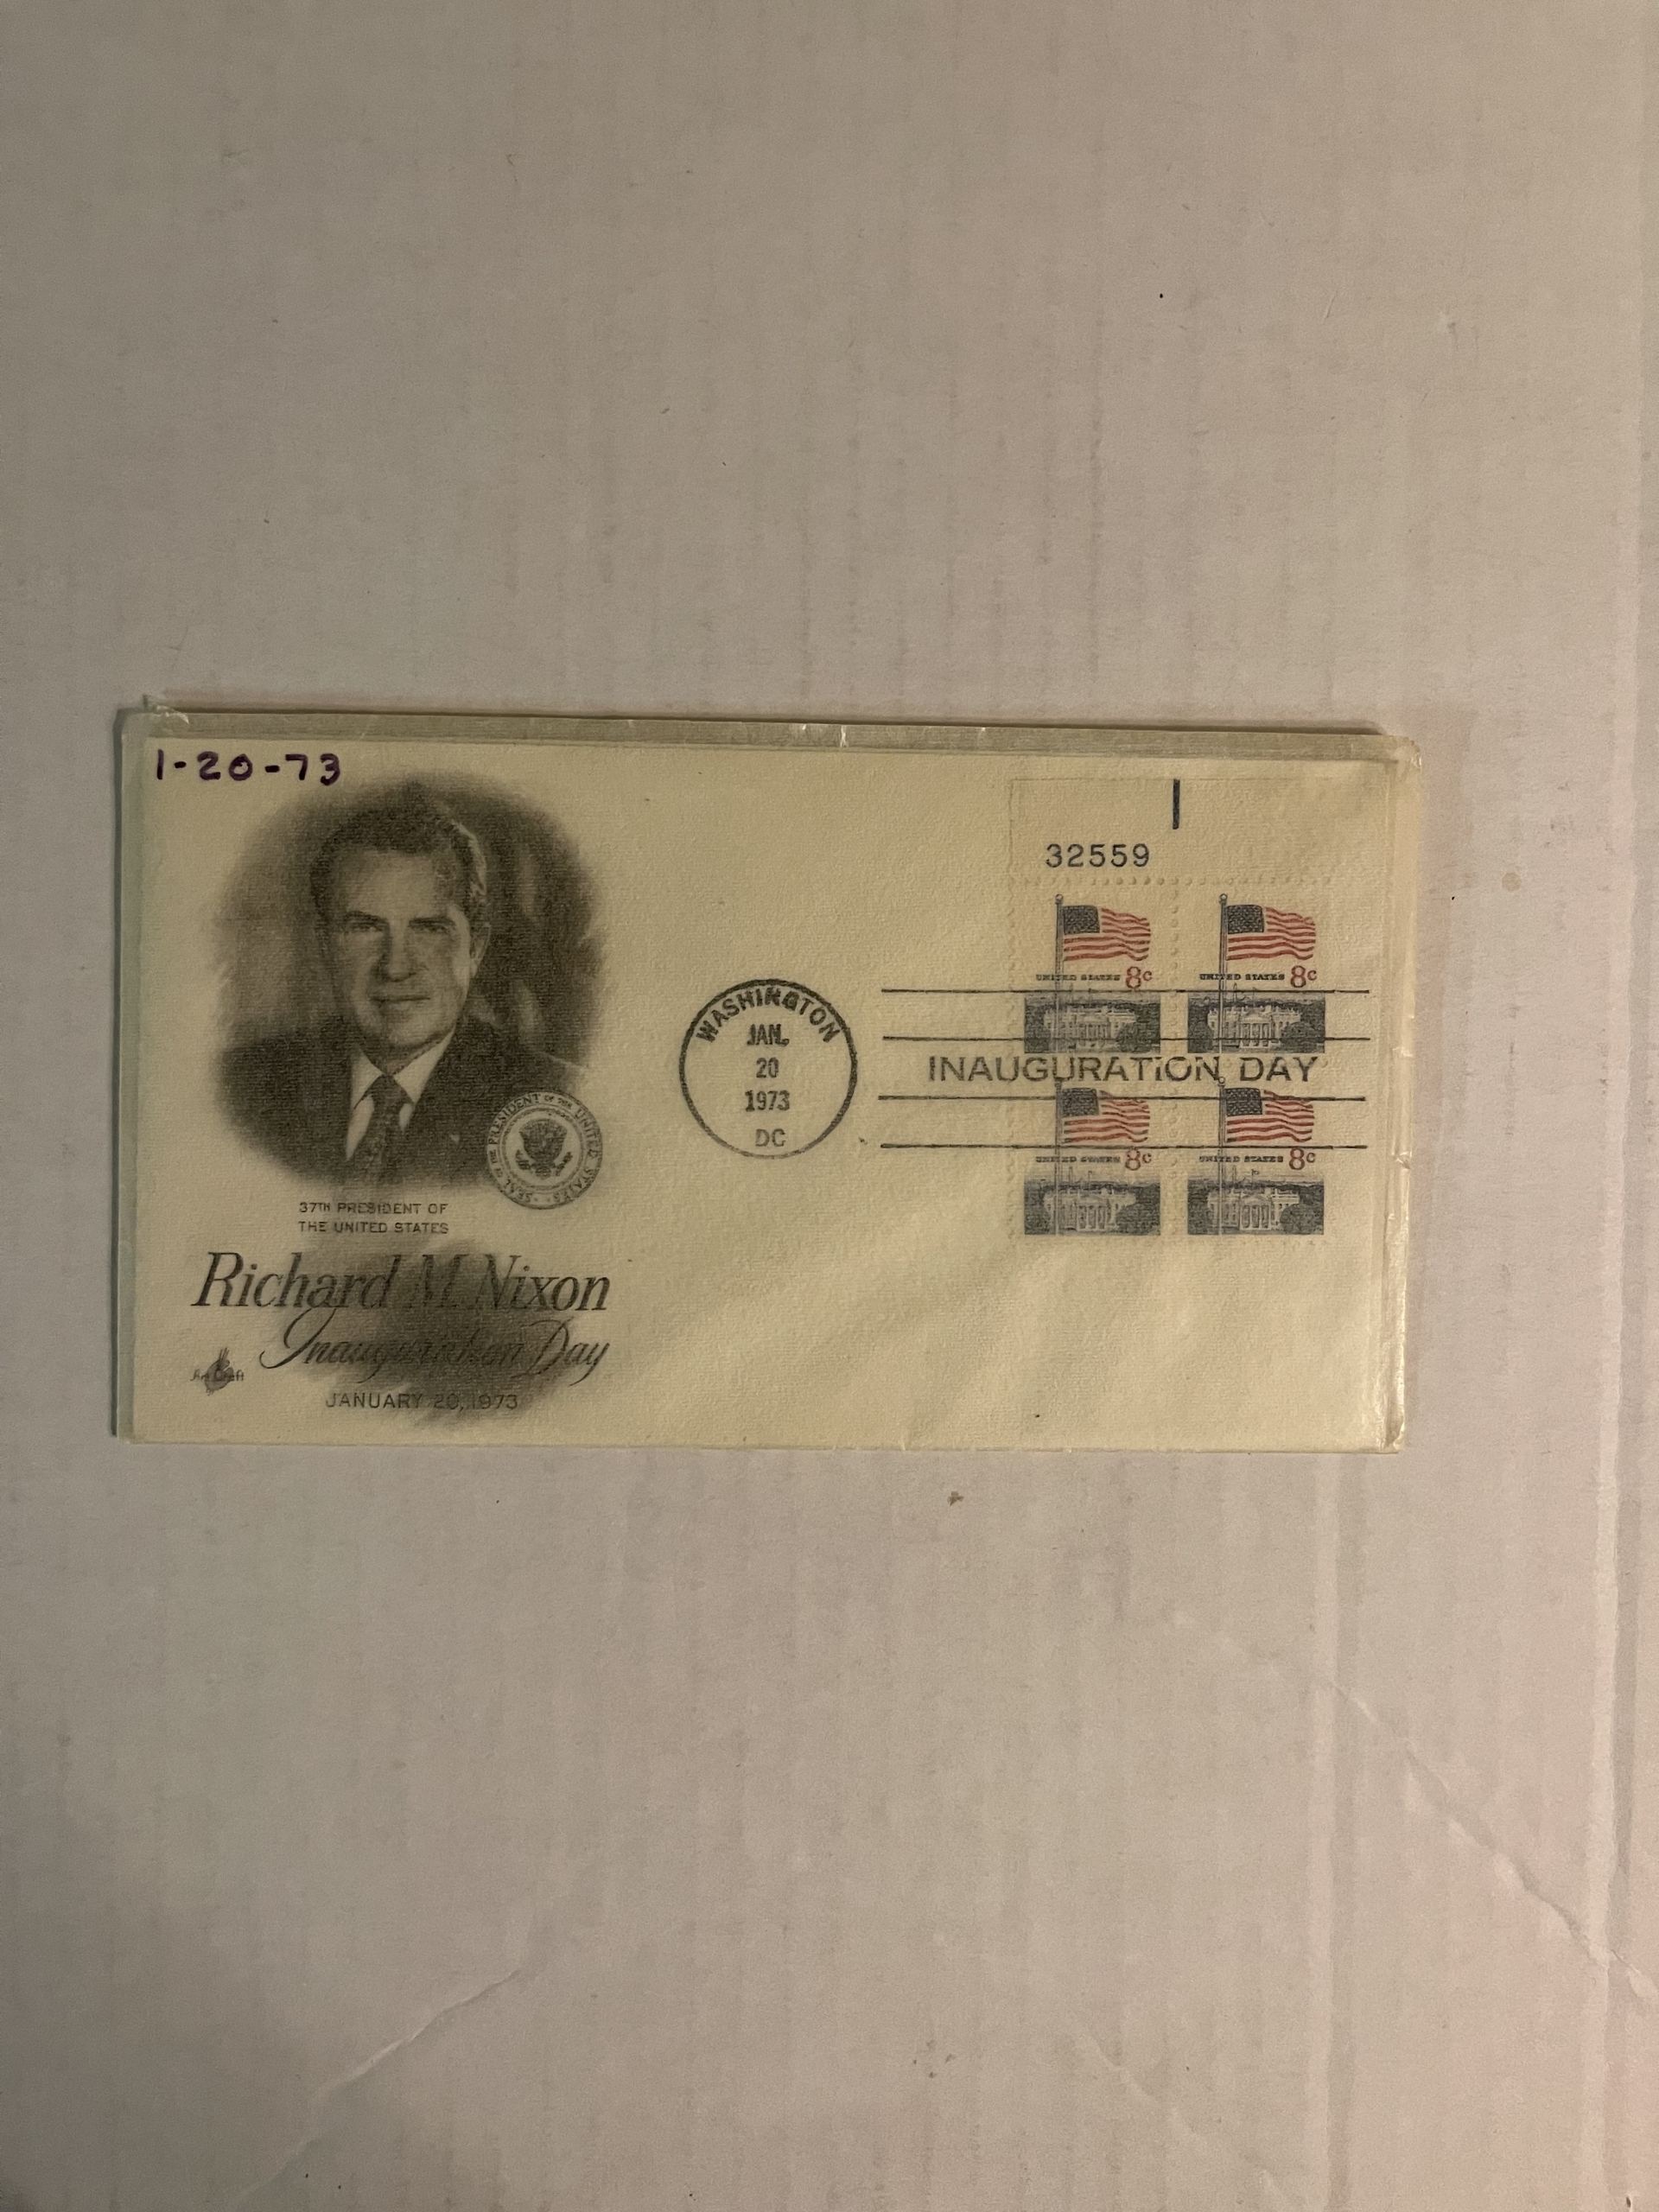 1-20-73
32559
UNITED STATES 8c
UNITED STATES 8c
WASHINGTON
JAN.
20
1973
DC
INAUGURATION DAY
UNITED STATES 8c
UNITED STATES 8c
SEAL OF THE PRESIDENT OF THE UNITED STATES
37TH PRESIDENT OF
THE UNITED STATES
Richard M. Nixon
Inauguration Day
ArtCraft
JANUARY 20, 1973